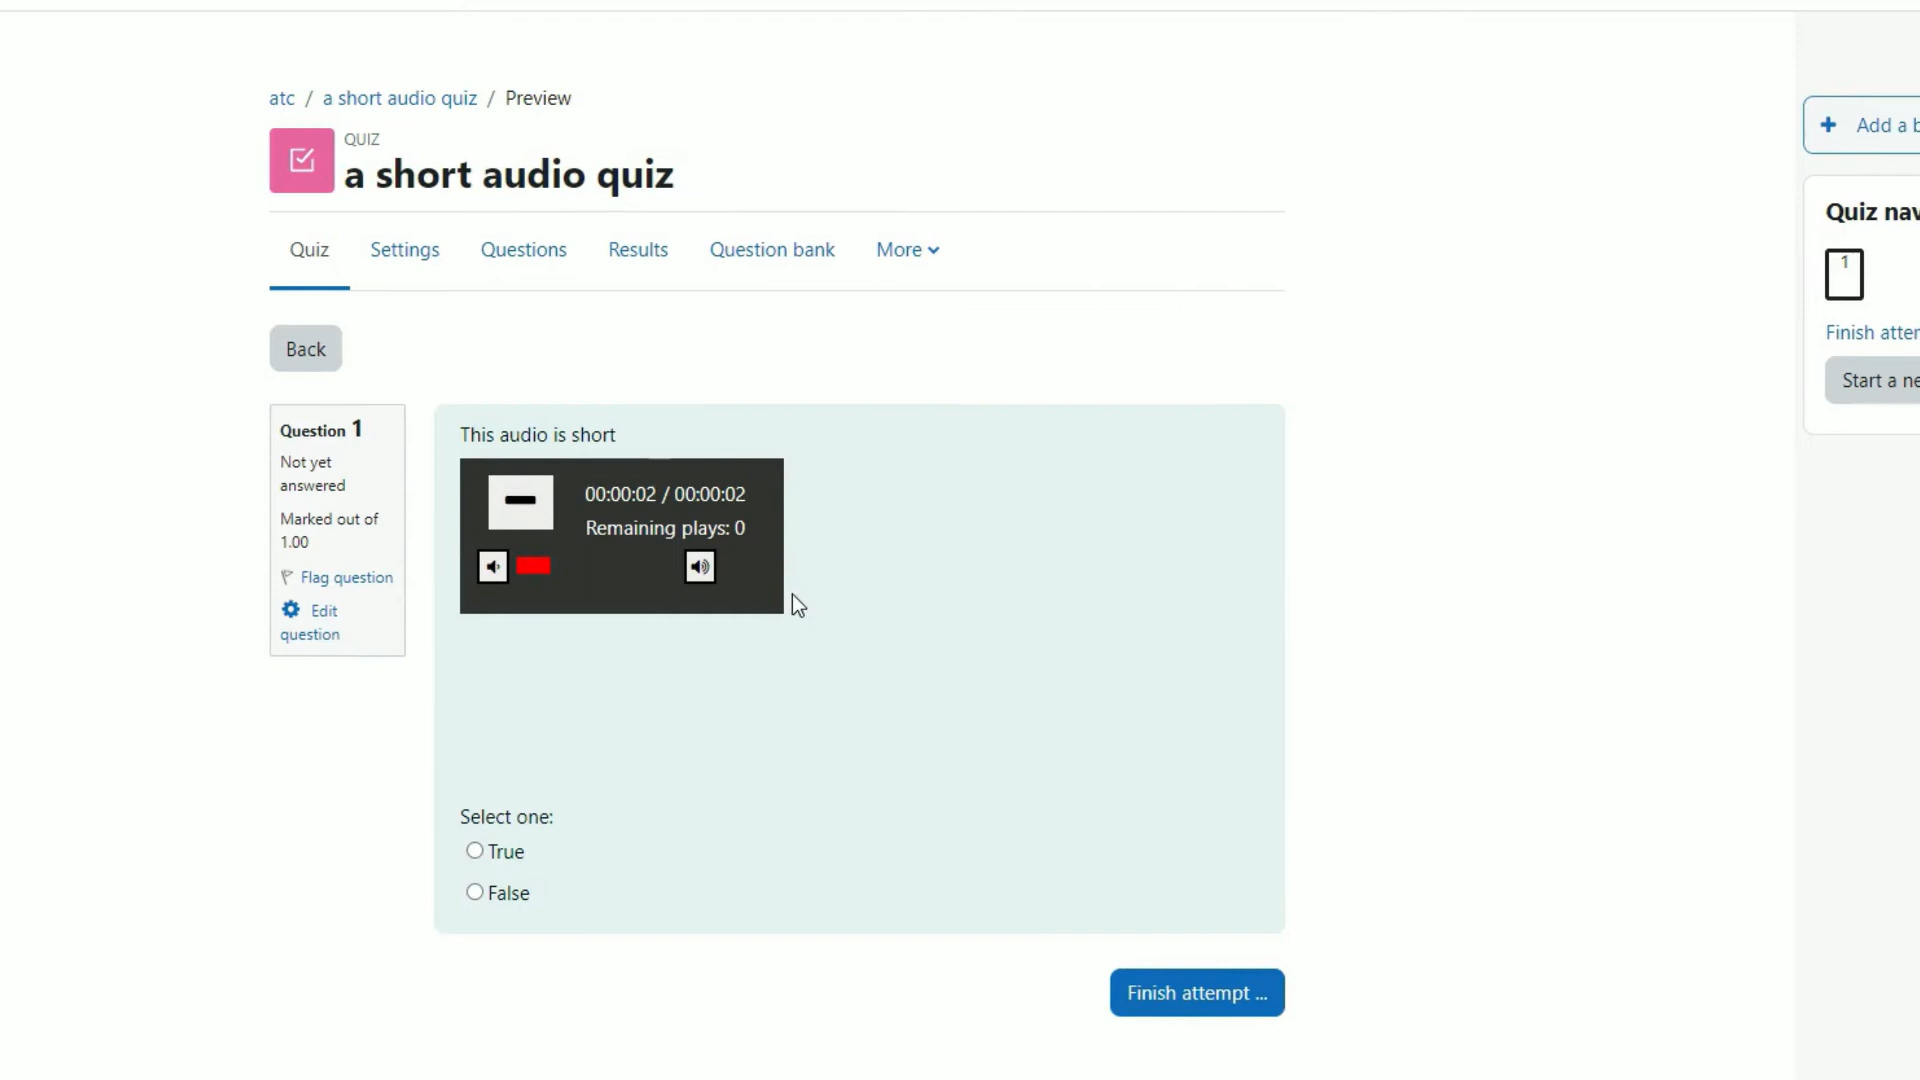 atc / a short audio quiz / Preview
QUIZ
a short audio quiz
Quiz Settings Questions Results Question bank More
Back
Question 1
Not yet
answered
Marked out of
1.00
Flag question
Edit
question
This audio is short
00:00:02 / 00:00:02
Remaining plays: 0
Select one:
True
False
Finish attempt ...
Add a b
Quiz nav
1
Finish atte
Start a ne